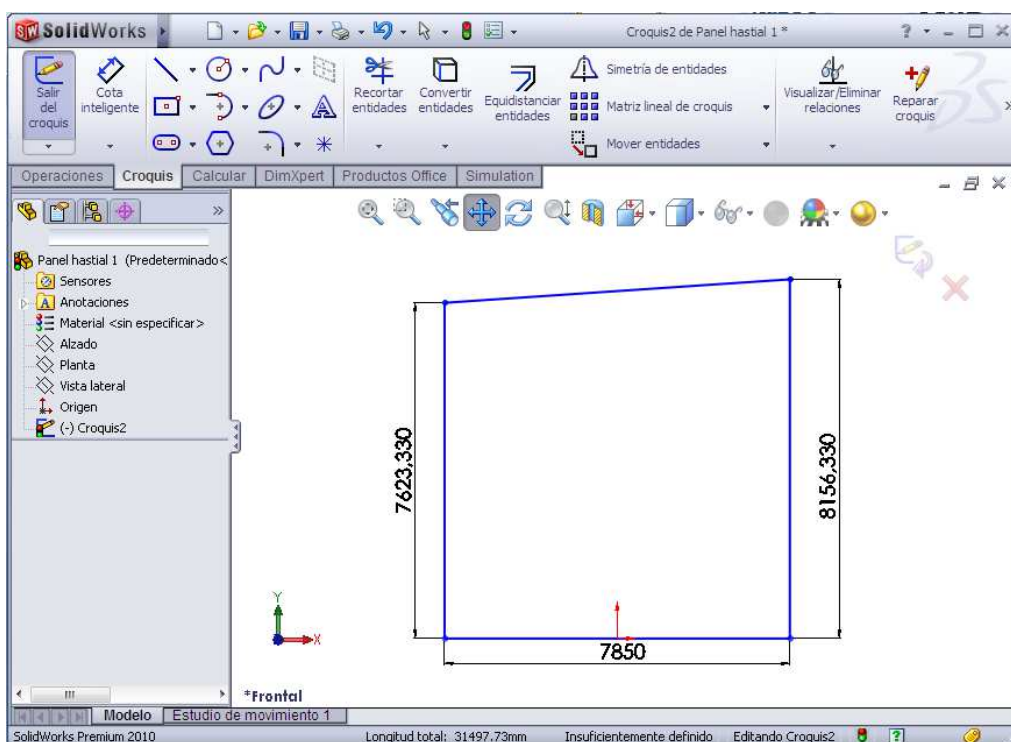 SolidWorks
Croquis2 de Panel hastial 1 *
Salir del croquis
Cota inteligente
Recortar entidades
Convertir entidades
Equidistanciar entidades
Simetría de entidades
Matriz lineal de croquis
Mover entidades
Visualizar/Eliminar relaciones
Reparar croquis
Operaciones Croquis Calcular DimXpert Productos Office Simulation
Panel hastial 1 (Predeterminado<
Sensores
Anotaciones
Material <sin especificar>
Alzado
Planta
Vista lateral
Origen
(-) Croquis2
7623,330
8156,330
7850
Y
X
*Frontal
Modelo Estudio de movimiento 1
SolidWorks Premium 2010 Longitud total: 31497.73mm Insuficientemente definido Editando Croquis2